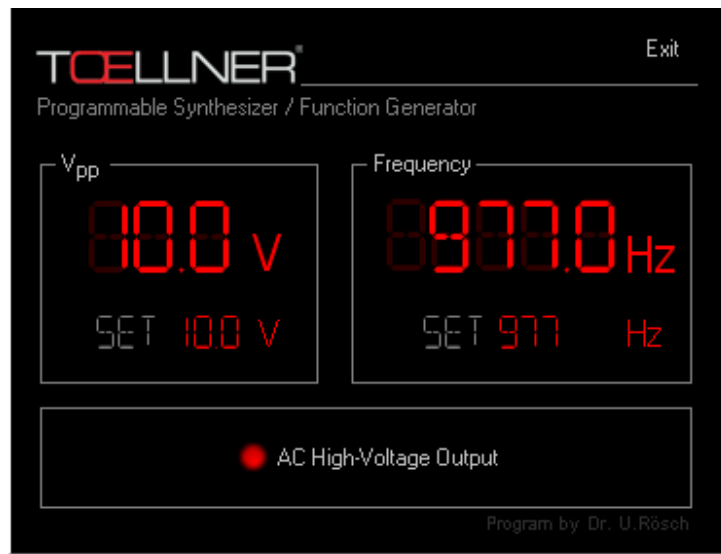 Exit
TOELLNER®
Programmable Synthesizer / Function Generator
Vpp
10.0 V
SET 10.0 V
Frequency
977.0 Hz
SET 977 Hz
AC High-Voltage Output
Program by Dr. U.Rösch